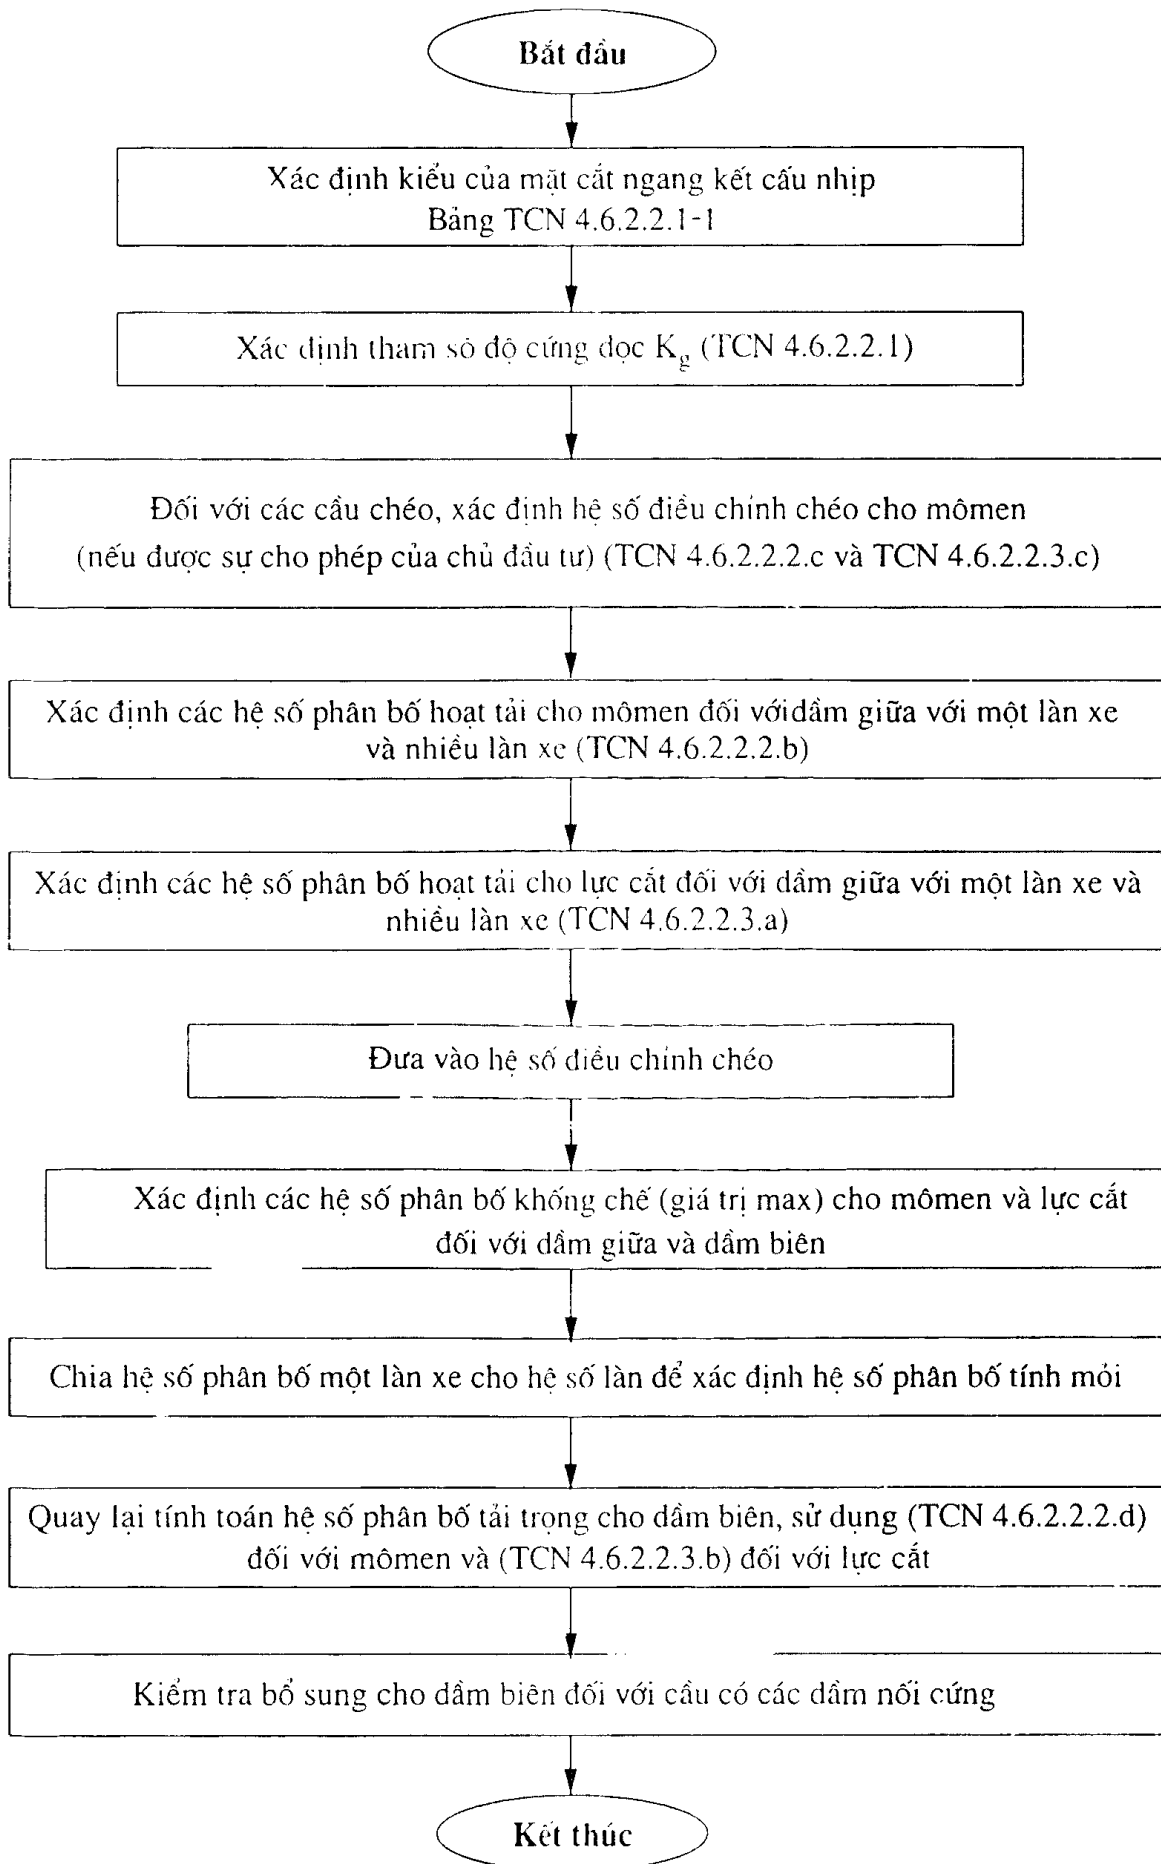 Bắt đầu
Xác định kiểu của mặt cắt ngang kết cấu nhịp
Bảng TCN 4.6.2.2.1-1
Xác định tham số độ cứng dọc Kg (TCN 4.6.2.2.1)
Đối với các cầu chéo, xác định hệ số điều chỉnh chéo cho mômen
(nếu được sự cho phép của chủ đầu tư) (TCN 4.6.2.2.2.c và TCN 4.6.2.2.3.c)
Xác định các hệ số phân bố hoạt tải cho mômen đối vớidầm giữa với một làn xe
và nhiều làn xe (TCN 4.6.2.2.2.b)
Xác định các hệ số phân bố hoạt tải cho lực cắt đối với dầm giữa với một làn xe và
nhiều làn xe (TCN 4.6.2.2.3.a)
Đưa vào hệ số điều chỉnh chéo
Xác định các hệ số phân bố khống chế (giá trị max) cho mômen và lực cắt
đối với dầm giữa và dầm biên
Chia hệ số phân bố một làn xe cho hệ số làn để xác định hệ số phân bố tính mỏi
Quay lại tính toán hệ số phân bố tải trọng cho dầm biên, sử dụng (TCN 4.6.2.2.2.d)
đối với mômen và (TCN 4.6.2.2.3.b) đối với lực cắt
Kiểm tra bổ sung cho dầm biên đối với cầu có các dầm nối cứng
Kết thúc